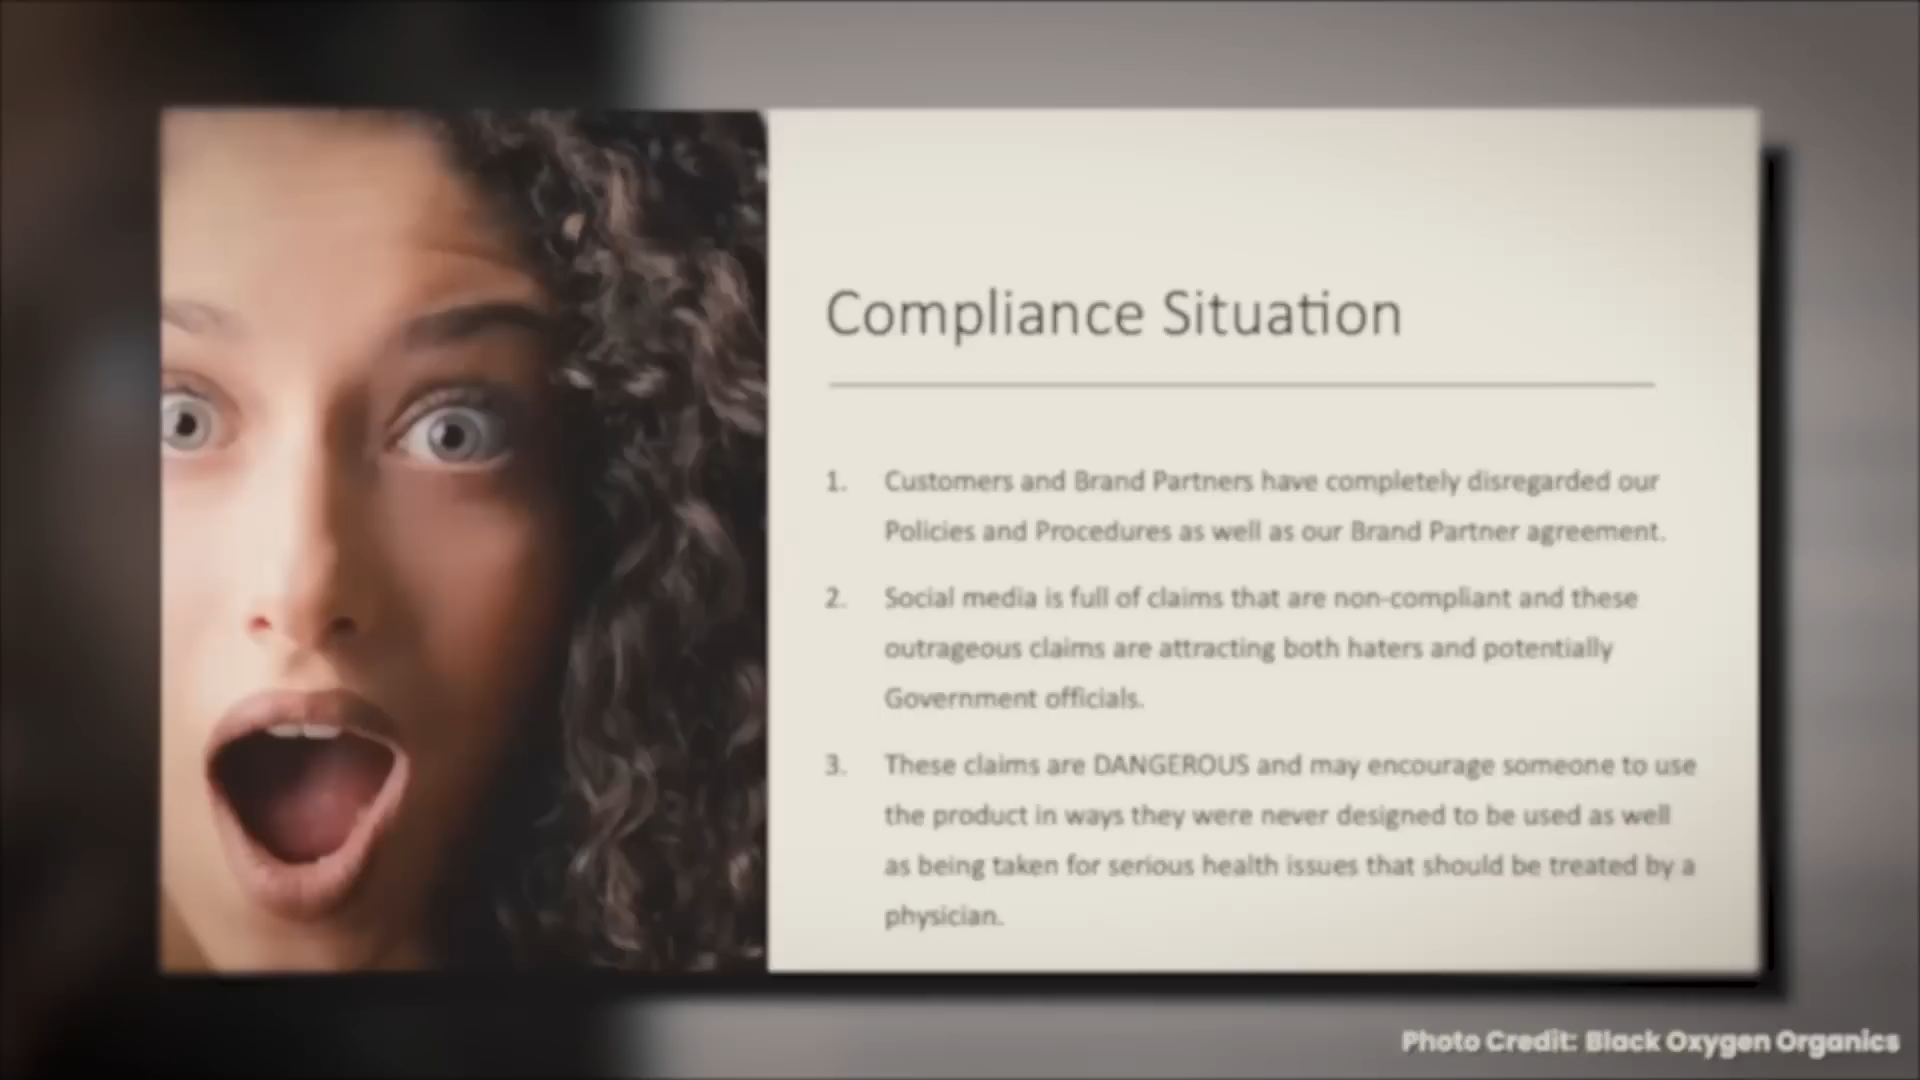 Compliance Situation
1. Customers and Brand Partners have completely disregarded our
Policies and Procedures as well as our Brand Partner agreement.
2. Social media is full of claims that are non-compliant and these
outrageous claims are attracting both haters and potentially
Government officials.
3. These claims are DANGEROUS and may encourage someone to use
the product in ways they were never designed to be used as well
as being taken for serious health issues that should be treated by a
physician.
Photo Credit: Black Oxygen Organics